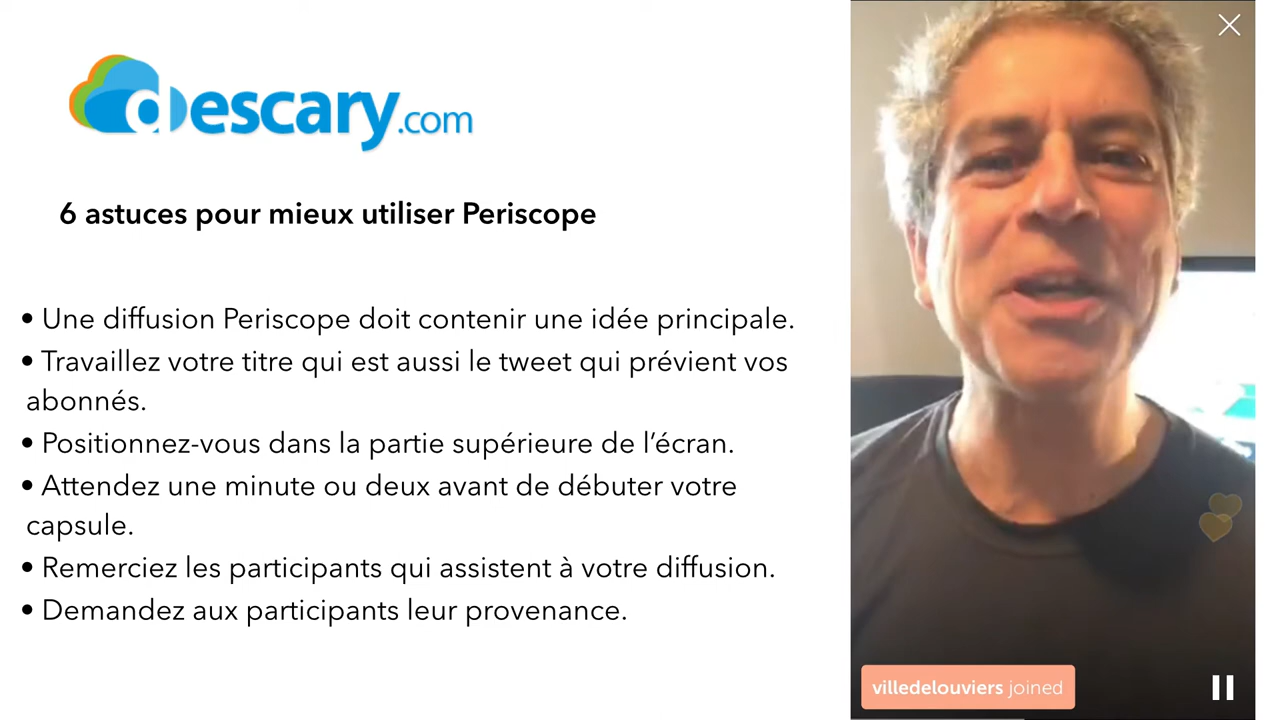 descary.com
6 astuces pour mieux utiliser Periscope
• Une diffusion Periscope doit contenir une idée principale.
• Travaillez votre titre qui est aussi le tweet qui prévient vos
abonnés.
• Positionnez-vous dans la partie supérieure de l’écran.
• Attendez une minute ou deux avant de débuter votre
capsule.
• Remerciez les participants qui assistent à votre diffusion.
• Demandez aux participants leur provenance.
villedelouviers joined